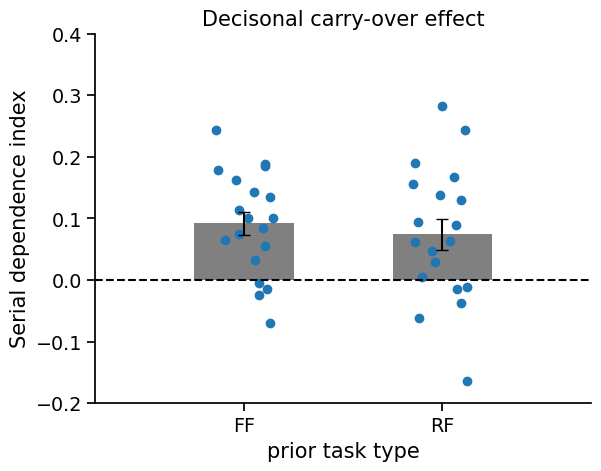 Decisonal carry-over effect
Serial dependence index
0.4
0.3
0.2
0.1
0.0
−0.1
−0.2
FF
RF
prior task type